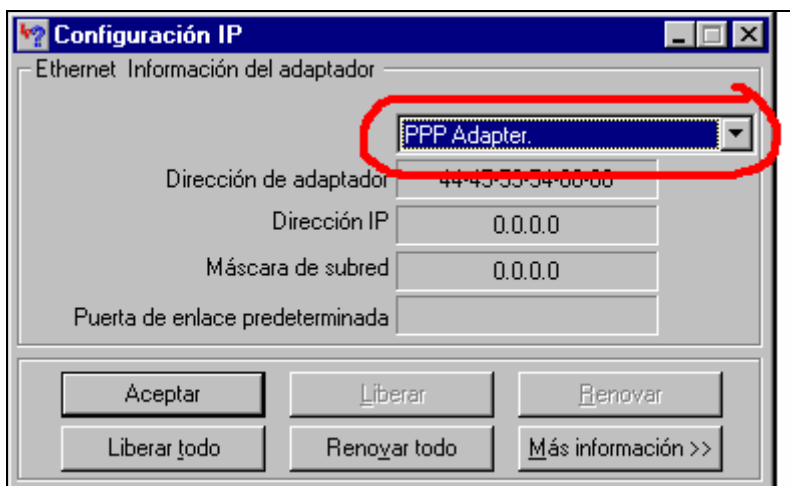 Configuración IP
Ethernet Información del adaptador
PPP Adapter.
Dirección de adaptador 44-45-53-54-00-00
Dirección IP 0.0.0.0
Máscara de subred 0.0.0.0
Puerta de enlace predeterminada
Aceptar Liberar Renovar
Liberar todo Renovar todo Más información >>